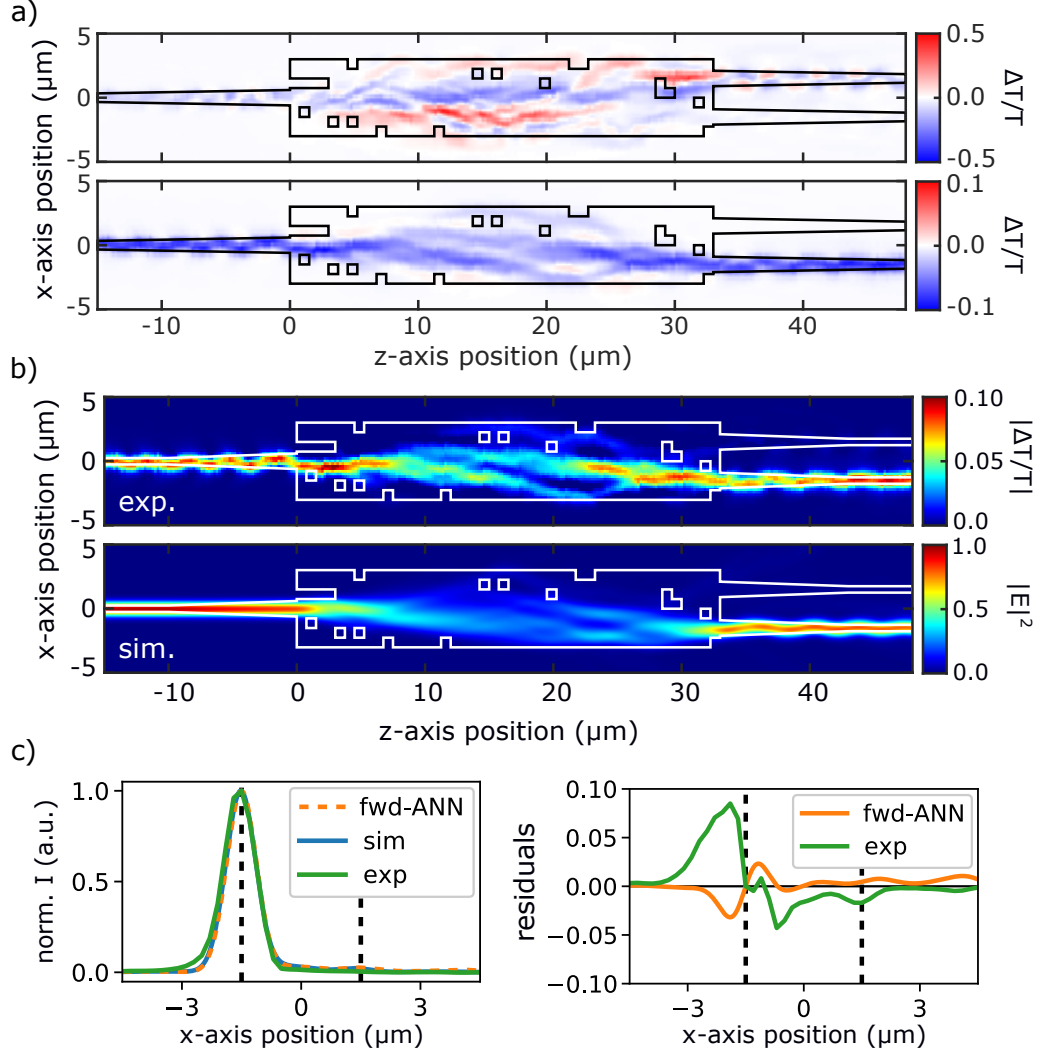 a)
5
0
-5
x-axis position (µm)
0.5
0.0
-0.5
ΔT/T
5
0
-5
0.1
0.0
-0.1
ΔT/T
-10
0
10
20
30
40
z-axis position (µm)
b)
5
0
-5
x-axis position (µm)
exp.
0.10
0.05
0.0
|ΔT/T|
5
0
-5
sim.
1.0
0.5
0.0
|E|²
-10
0
10
20
30
40
z-axis position (µm)
c)
norm. I (a.u.)
1.0
0.5
0.0
fwd-ANN
sim
exp
−3
0
3
x-axis position (µm)
residuals
0.10
0.05
0.00
−0.05
−0.10
fwd-ANN
exp
−3
0
3
x-axis position (µm)